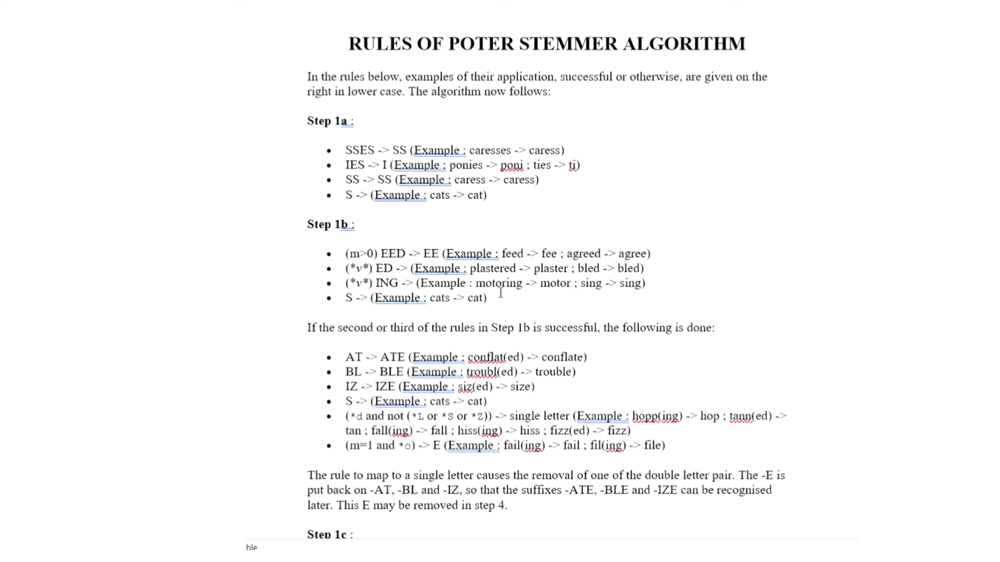 RULES OF POTER STEMMER ALGORITHM
In the rules below, examples of their application, successful or otherwise, are given on the
right in lower case. The algorithm now follows:
Step 1a :
• SSES -> SS (Example : caresses -> caress)
• IES -> I (Example : ponies -> poni ; ties -> ti)
• SS -> SS (Example : caress -> caress)
• S -> (Example : cats -> cat)
Step 1b :
• (m>0) EED -> EE (Example : feed -> fee ; agreed -> agree)
• (*v*) ED -> (Example : plastered -> plaster ; bled -> bled)
• (*v*) ING -> (Example : motoring -> motor ; sing -> sing)
• S -> (Example : cats -> cat)
If the second or third of the rules in Step 1b is successful, the following is done:
• AT -> ATE (Example : conflat(ed) -> conflate)
• BL -> BLE (Example : troubl(ed) -> trouble)
• IZ -> IZE (Example : siz(ed) -> size)
• S -> (Example : cats -> cat)
• (*d and not (*L or *S or *Z)) -> single letter (Example : hopp(ing) -> hop ; tann(ed) ->
tan ; fall(ing) -> fall ; hiss(ing) -> hiss ; fizz(ed) -> fizz)
• (m=1 and *o) -> E (Example : fail(ing) -> fail ; fil(ing) -> file)
The rule to map to a single letter causes the removal of one of the double letter pair. The -E is
put back on -AT, -BL and -IZ, so that the suffixes -ATE, -BLE and -IZE can be recognised
later. This E may be removed in step 4.
Step 1c :
ble